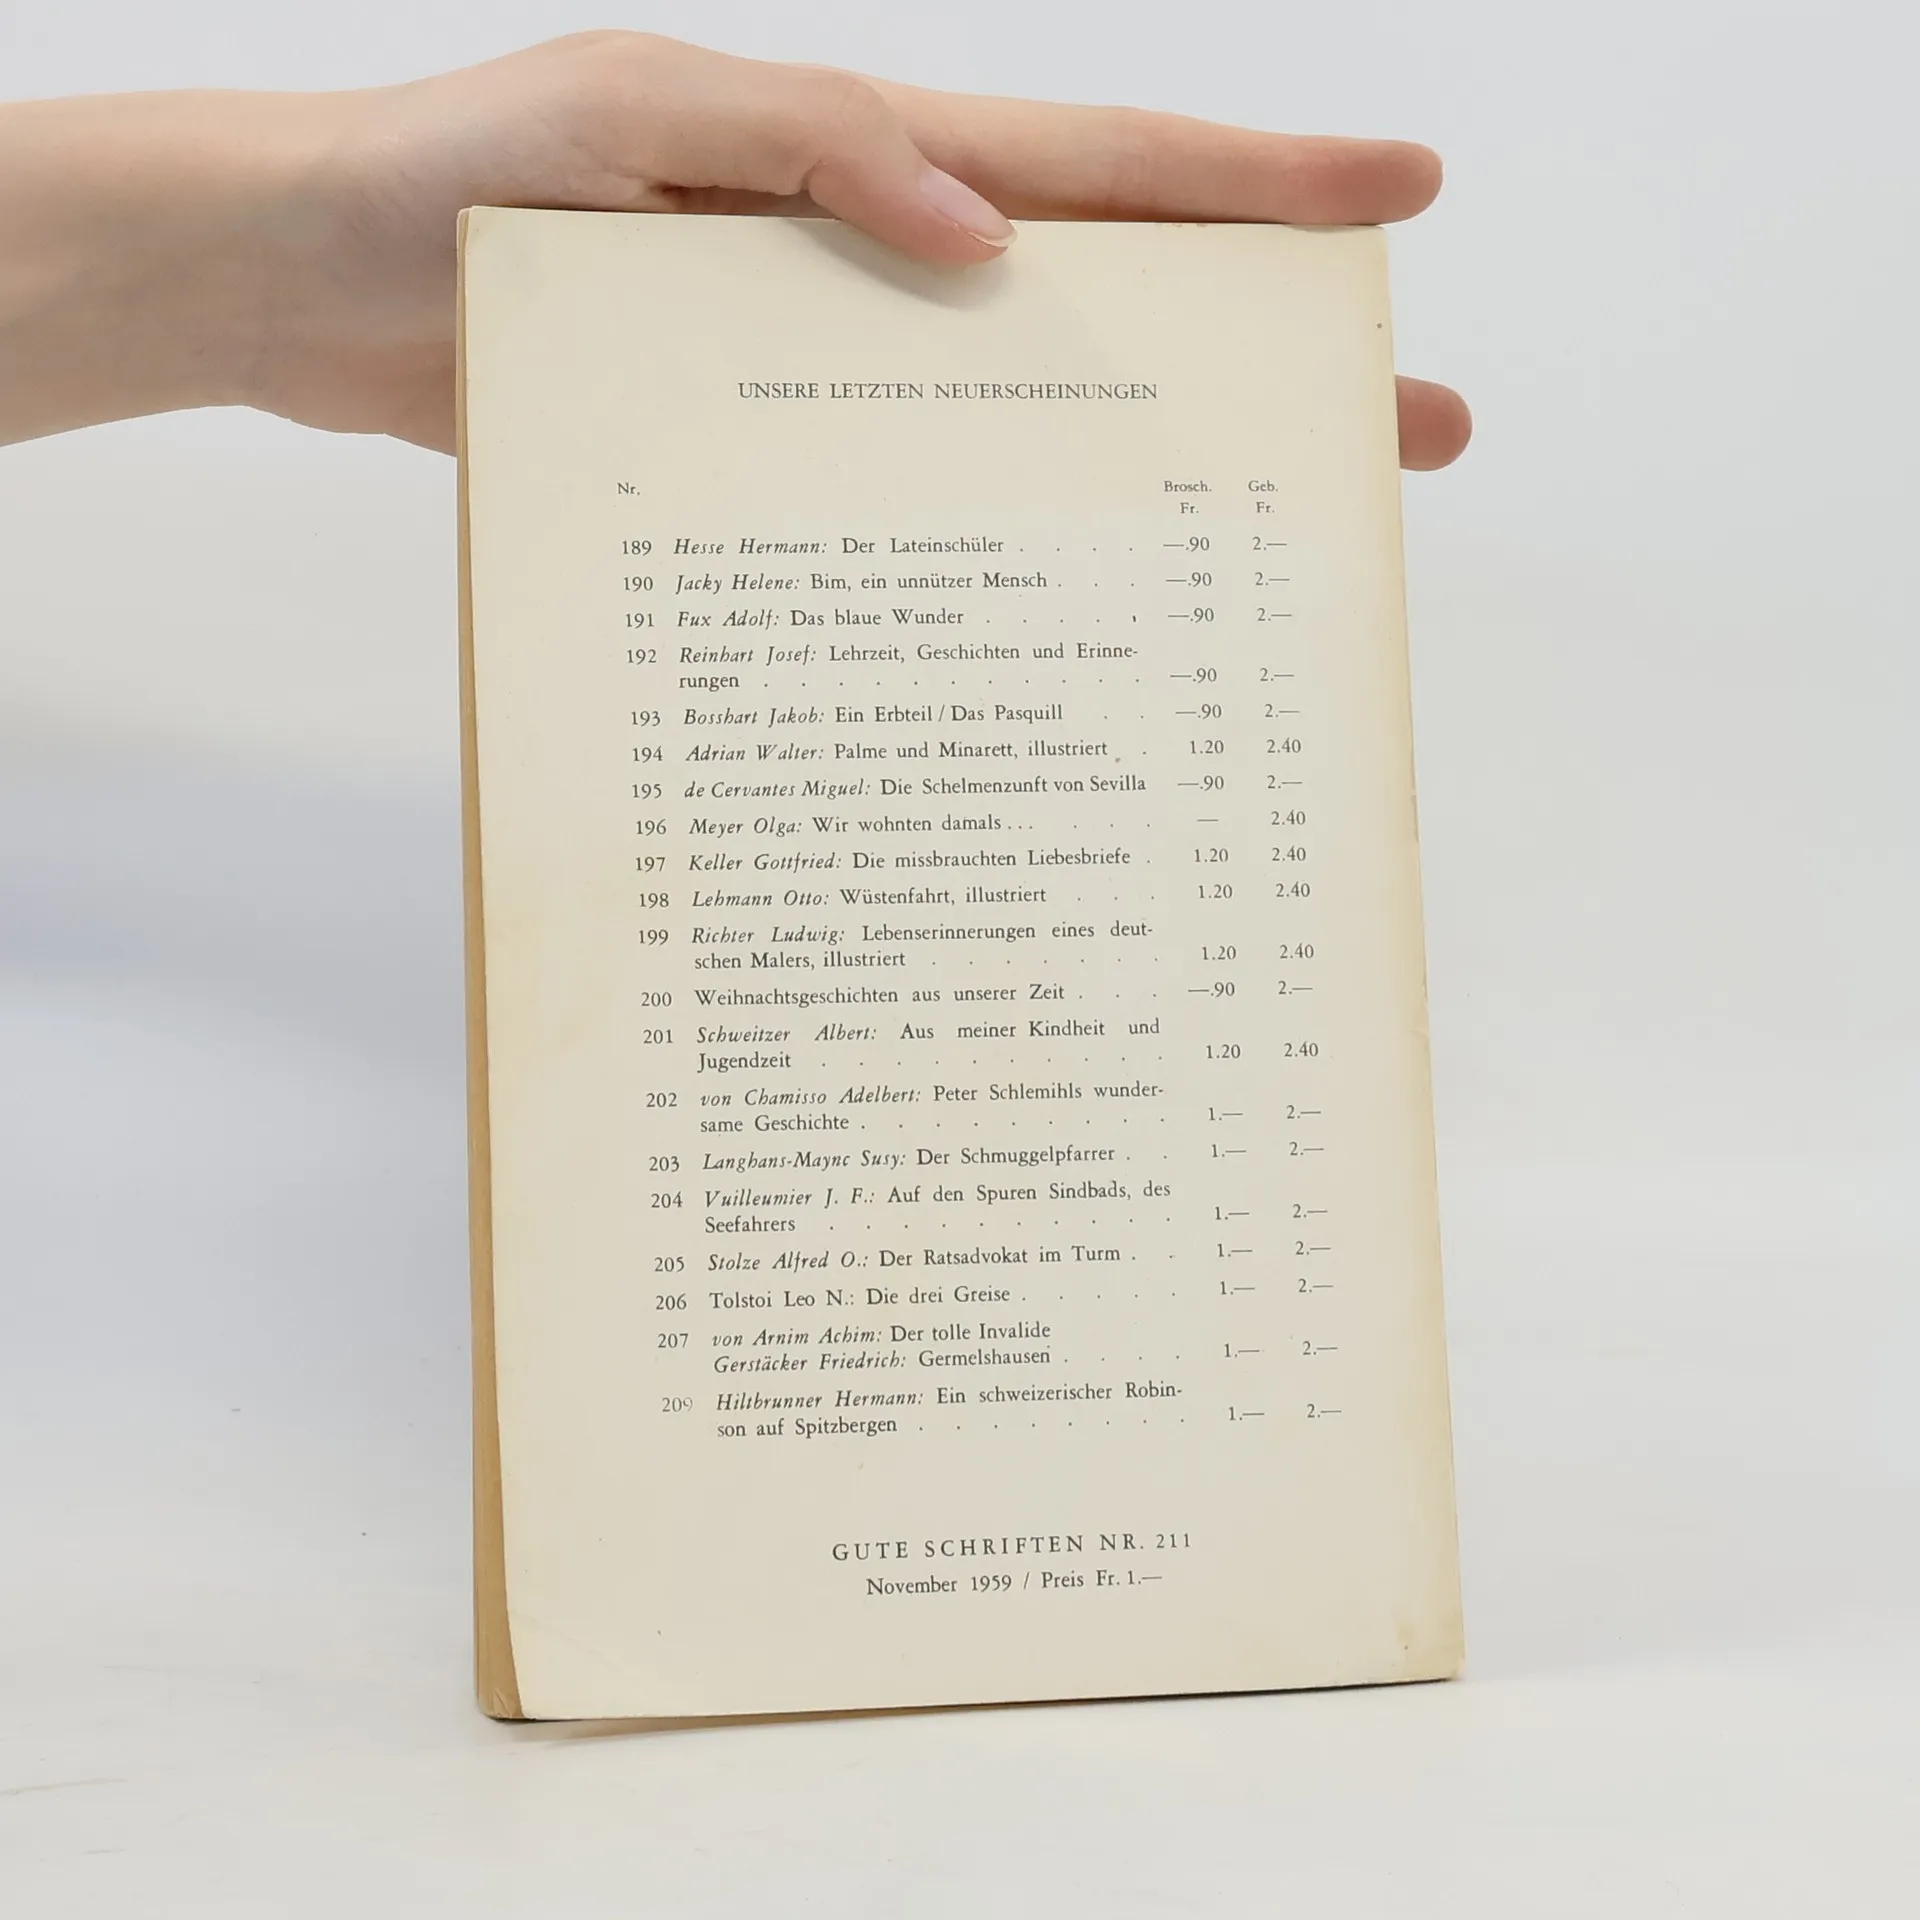 UNSERE LETZTEN NEUERSCHEINUNGEN
Nr. Brosch. Geb.
Fr. Fr.
189 Hesse Hermann: Der Lateinschüler . . . . —.90 2.—
190 Jacky Helene: Bim, ein unnützer Mensch . . . —.90 2.—
191 Fux Adolf: Das blaue Wunder . . . . . —.90 2.—
192 Reinhart Josef: Lehrzeit, Geschichten und Erinne-
rungen . . . . . . . . . . . —.90 2.—
193 Bosshart Jakob: Ein Erbteil / Das Pasquill . . —.90 2.—
194 Adrian Walter: Palme und Minarett, illustriert . 1.20 2.40
195 de Cervantes Miguel: Die Schelmenzunft von Sevilla —.90 2.—
196 Meyer Olga: Wir wohnten damals ... . . . — 2.40
197 Keller Gottfried: Die missbrauchten Liebesbriefe . 1.20 2.40
198 Lehmann Otto: Wüstenfahrt, illustriert . . . 1.20 2.40
199 Richter Ludwig: Lebenserinnerungen eines deut-
schen Malers, illustriert . . . . . . . 1.20 2.40
200 Weihnachtsgeschichten aus unserer Zeit . . . —.90 2.—
201 Schweitzer Albert: Aus meiner Kindheit und
Jugendzeit . . . . . . . . . . 1.20 2.40
202 von Chamisso Adelbert: Peter Schlemihls wunder-
same Geschichte . . . . . . . . . 1.— 2.—
203 Langhans-Maync Susy: Der Schmuggelpfarrer . . 1.— 2.—
204 Vuilleumier J. F.: Auf den Spuren Sindbads, des
Seefahrers . . . . . . . . . . 1.— 2.—
205 Stolze Alfred O.: Der Ratsadvokat im Turm . . 1.— 2.—
206 Tolstoi Leo N.: Die drei Greise . . . . . 1.— 2.—
207 von Arnim Achim: Der tolle Invalide
Gerstäcker Friedrich: Germelshausen . . . . 1.— 2.—
209 Hiltbrunner Hermann: Ein schweizerischer Robin-
son auf Spitzbergen . . . . . . . . 1.— 2.—
GUTE SCHRIFTEN NR. 211
November 1959 / Preis Fr. 1.—